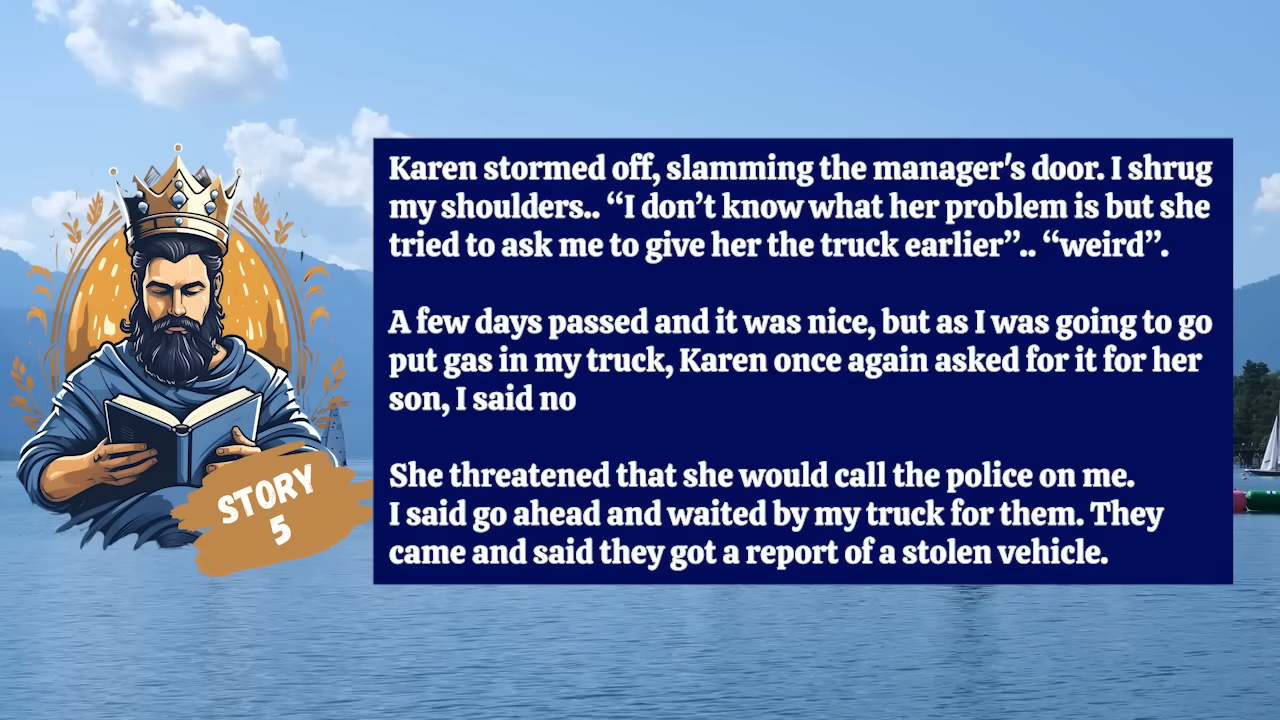 Karen stormed off, slamming the manager's door. I shrug
my shoulders.. “I don’t know what her problem is but she
tried to ask me to give her the truck earlier”.. “weird”.
A few days passed and it was nice, but as I was going to go
put gas in my truck, Karen once again asked for it for her
son, I said no
She threatened that she would call the police on me.
I said go ahead and waited by my truck for them. They
came and said they got a report of a stolen vehicle.
STORY
5